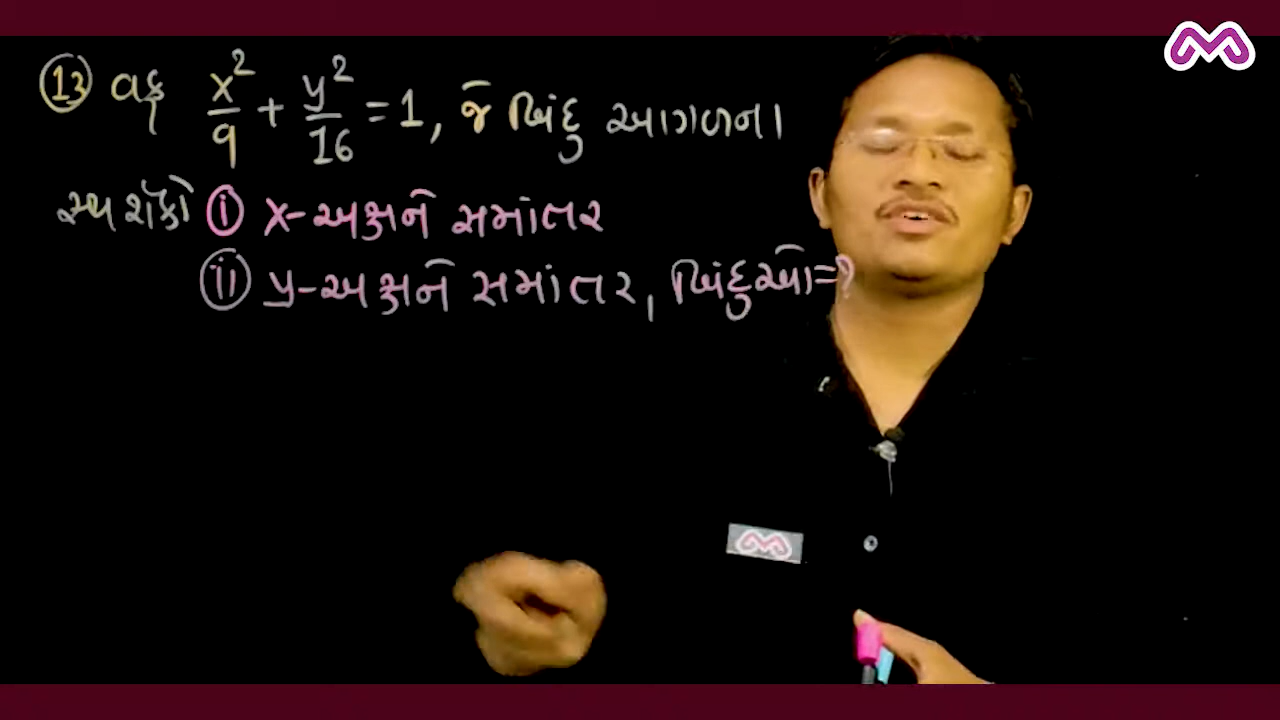 (13) વક્ર x²/9 + y²/16 = 1, જે બિંદુ આગળના
સ્પર્શકો (i) x-અક્ષને સમાંતર
(ii) y-અક્ષને સમાંતર, બિંદુઓ=?